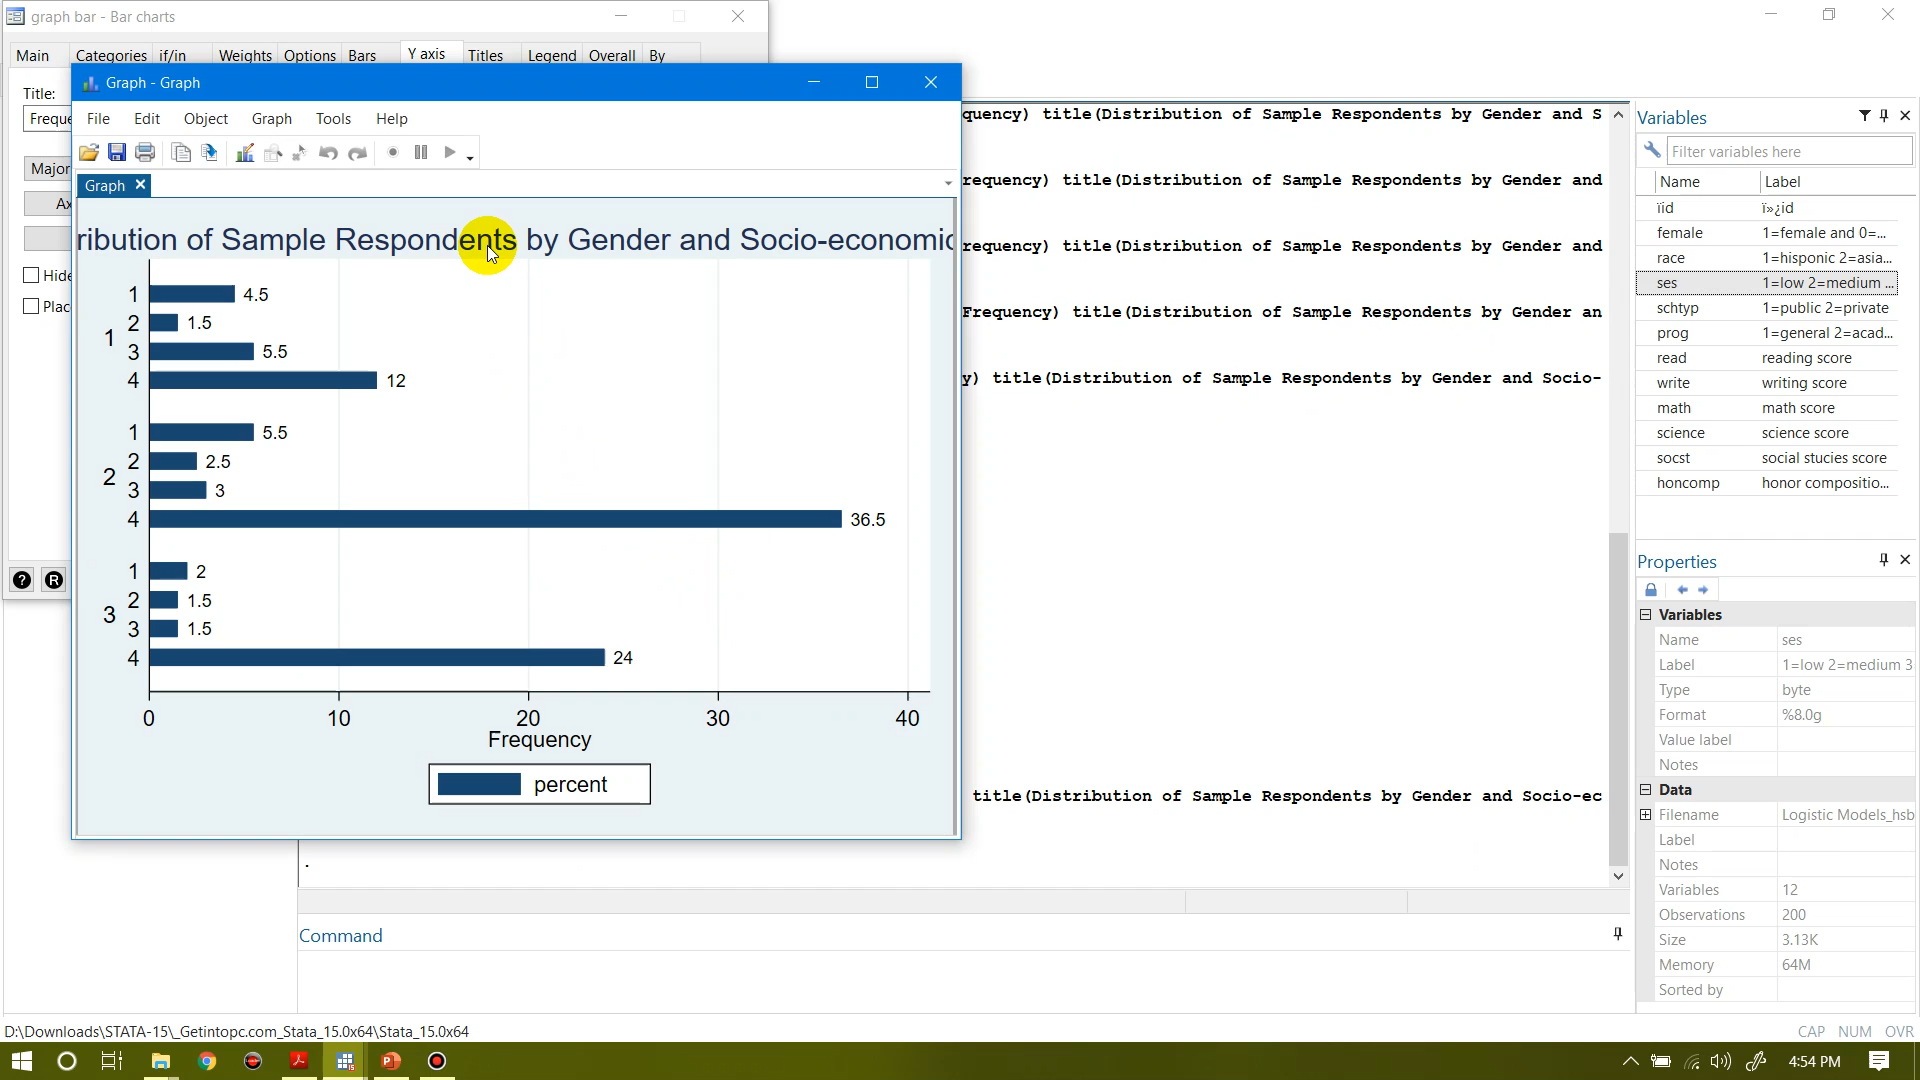 graph bar - Bar charts
Main Categories if/in Weights Options Bars Y axis Titles Legend Overall By
Title:
Graph - Graph
File Edit Object Graph Tools Help
Graph
ribution of Sample Respondents by Gender and Socio-economic
1 4.5
2 1.5
1
3 5.5
4 12
1 5.5
2 2.5
2
3 3
4 36.5
1 2
2 1.5
3
3 1.5
4 24
0 10 20 30 40
Frequency
percent
Freque
Major
Ax
Hide
Plac
quency) title(Distribution of Sample Respondents by Gender and S
requency) title(Distribution of Sample Respondents by Gender and
requency) title(Distribution of Sample Respondents by Gender and
Frequency) title(Distribution of Sample Respondents by Gender an
y) title(Distribution of Sample Respondents by Gender and Socio-
title(Distribution of Sample Respondents by Gender and Socio-ec
.
Command
Variables
Filter variables here
Name Label
ïid ï»¿id
female 1=female and 0=...
race 1=hisponic 2=asia...
ses 1=low 2=medium ...
schtyp 1=public 2=private
prog 1=general 2=acad...
read reading score
write writing score
math math score
science science score
socst social stucies score
honcomp honor compositio...
Properties
Variables
Name ses
Label 1=low 2=medium 3
Type byte
Format %8.0g
Value label
Notes
Data
Filename Logistic Models_hsb
Label
Notes
Variables 12
Observations 200
Size 3.13K
Memory 64M
Sorted by
D:\Downloads\STATA-15\_Getintopc.com_Stata_15.0x64\Stata_15.0x64
CAP NUM OVR
4:54 PM